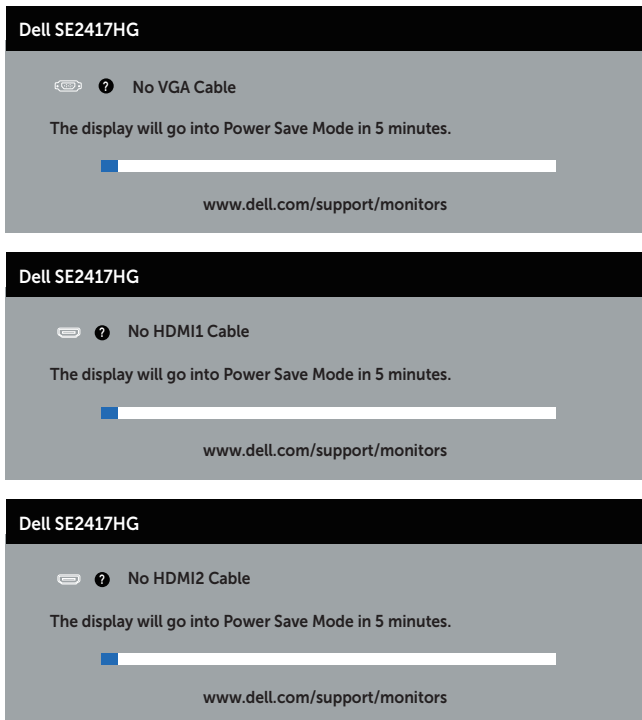 Dell SE2417HG
? No VGA Cable
The display will go into Power Save Mode in 5 minutes.
www.dell.com/support/monitors
Dell SE2417HG
? No HDMI1 Cable
The display will go into Power Save Mode in 5 minutes.
www.dell.com/support/monitors
Dell SE2417HG
? No HDMI2 Cable
The display will go into Power Save Mode in 5 minutes.
www.dell.com/support/monitors